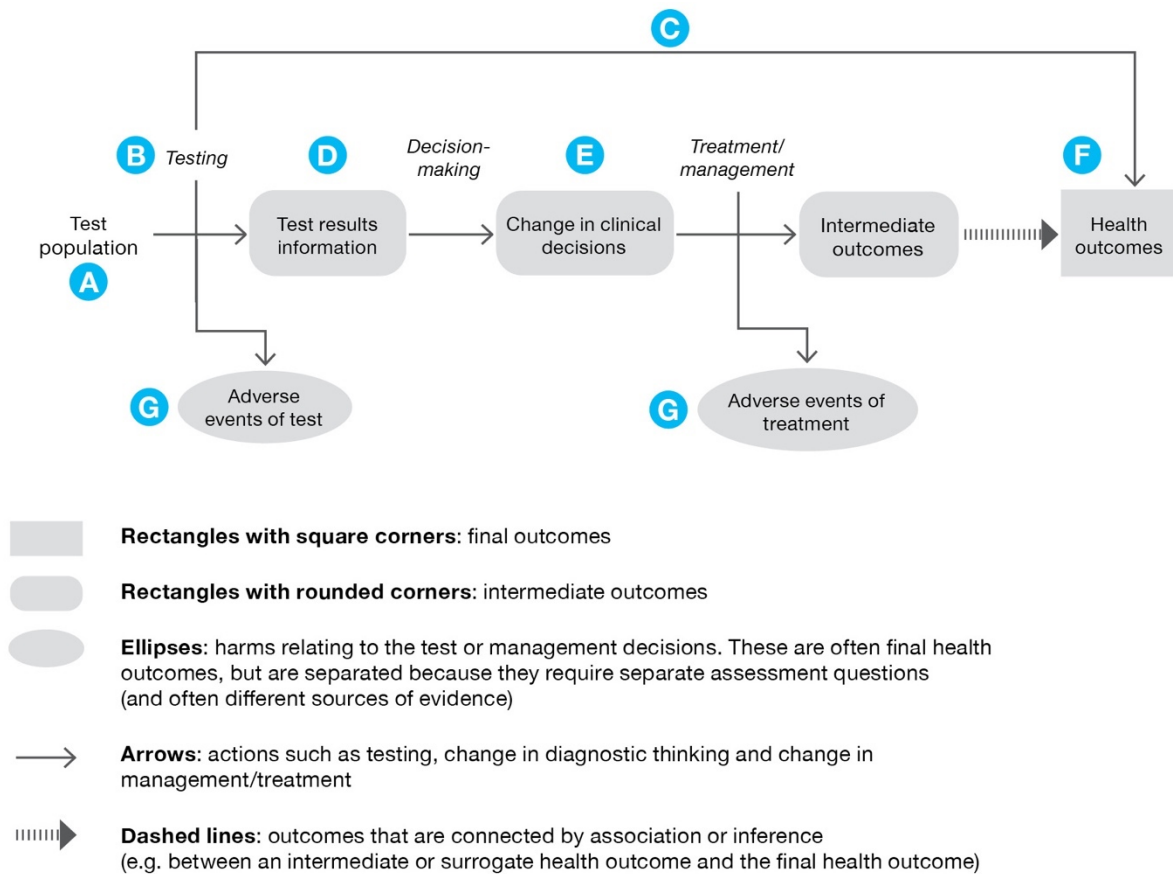 C
B
Testing
D
Decision-
making
E
Treatment/
management
F
Test
population
A
Test results
information
Change in clinical
decisions
Intermediate
outcomes
Health
outcomes
G
Adverse
events of test
G
Adverse events of
treatment
Rectangles with square corners: final outcomes
Rectangles with rounded corners: intermediate outcomes
Ellipses: harms relating to the test or management decisions. These are often final health
outcomes, but are separated because they require separate assessment questions
(and often different sources of evidence)
Arrows: actions such as testing, change in diagnostic thinking and change in
management/treatment
Dashed lines: outcomes that are connected by association or inference
(e.g. between an intermediate or surrogate health outcome and the final health outcome)